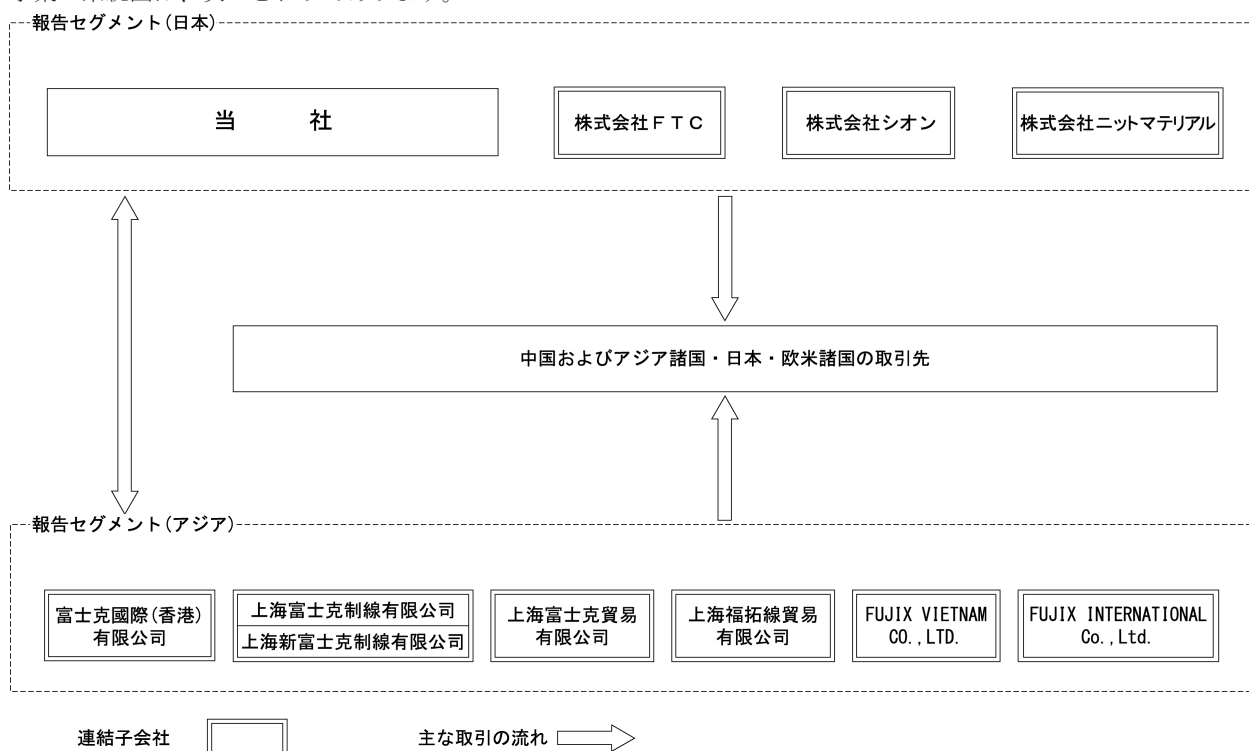 報告セグメント(日本)
当 社
株式会社FTC
株式会社シオン
株式会社ニットマテリアル
中国およびアジア諸国・日本・欧米諸国の取引先
報告セグメント(アジア)
富士克國際(香港)
有限公司
上海富士克制線有限公司
上海新富士克制線有限公司
上海富士克貿易
有限公司
上海福拓線貿易
有限公司
FUJIX VIETNAM
CO.,LTD.
FUJIX INTERNATIONAL
Co.,Ltd.
連結子会社
主な取引の流れ